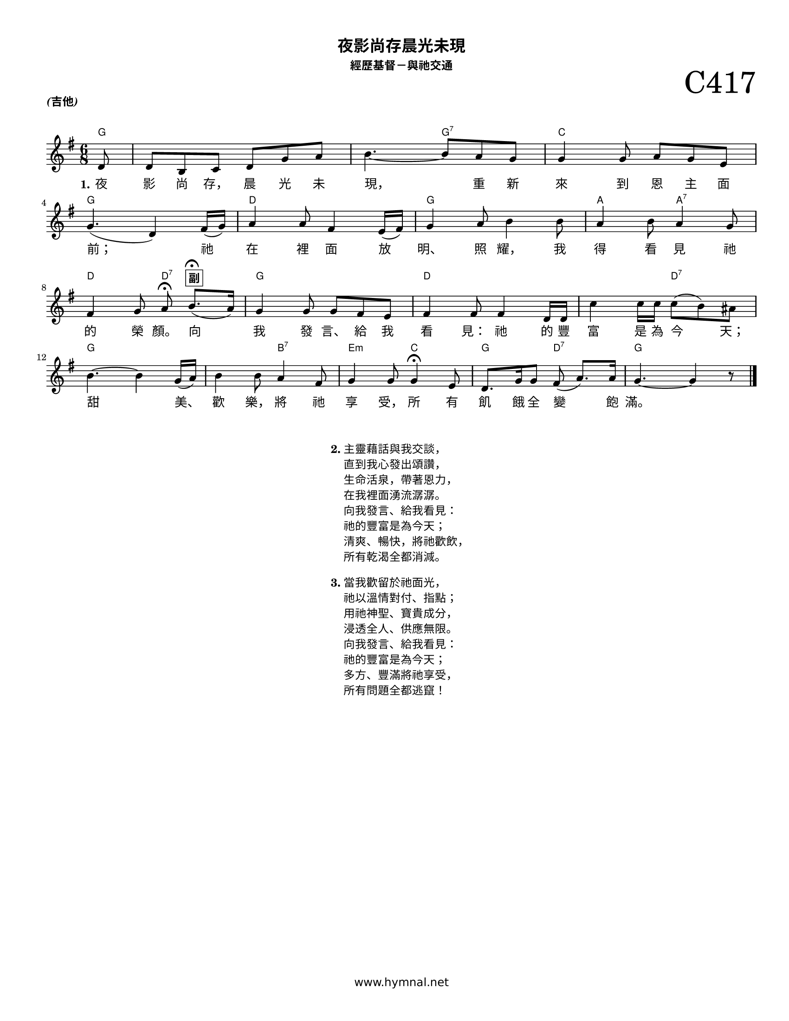 夜影尚存晨光未現
經歷基督－與祂交通
C417
(吉他)
G G7 C
6
8
1. 夜 影 尚 存， 晨 光 未 現， 重 新 來 到 恩 主 面
4 G D G A A7
前； 祂 在 裡 面 放 明、 照 耀， 我 得 看 見 祂
8 D D7 副 G D D7
的 榮 顏。 向 我 發 言、 給 我 看 見： 祂 的 豐 富 是 為 今 天；
12 G B7 Em C G D7 G
甜 美、 歡 樂， 將 祂 享 受， 所 有 飢 餓 全 變 飽 滿。
2. 主靈藉話與我交談，
直到我心發出頌讚，
生命活泉，帶著恩力，
在我裡面湧流潺潺。
向我發言、給我看見：
祂的豐富是為今天；
清爽、暢快，將祂歡飲，
所有乾渴全都消減。
3. 當我歡留於祂面光，
祂以溫情對付、指點；
用祂神聖、寶貴成分，
浸透全人、供應無限。
向我發言、給我看見：
祂的豐富是為今天；
多方、豐滿將祂享受，
所有問題全都逃竄！
www.hymnal.net